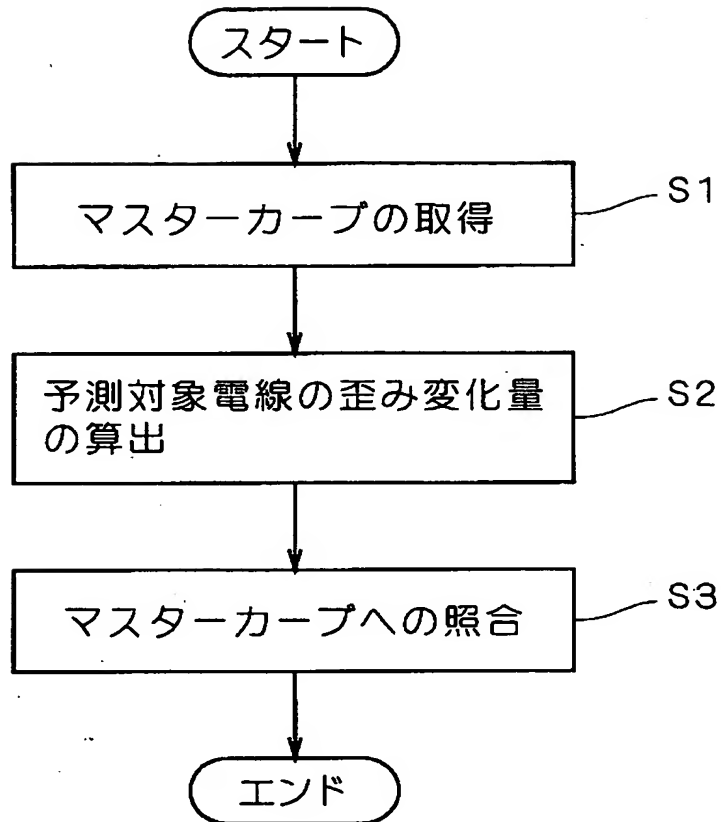 スタート
マスターカーブの取得
S1
予測対象電線の歪み変化量
の算出
S2
マスターカーブへの照合
S3
エンド